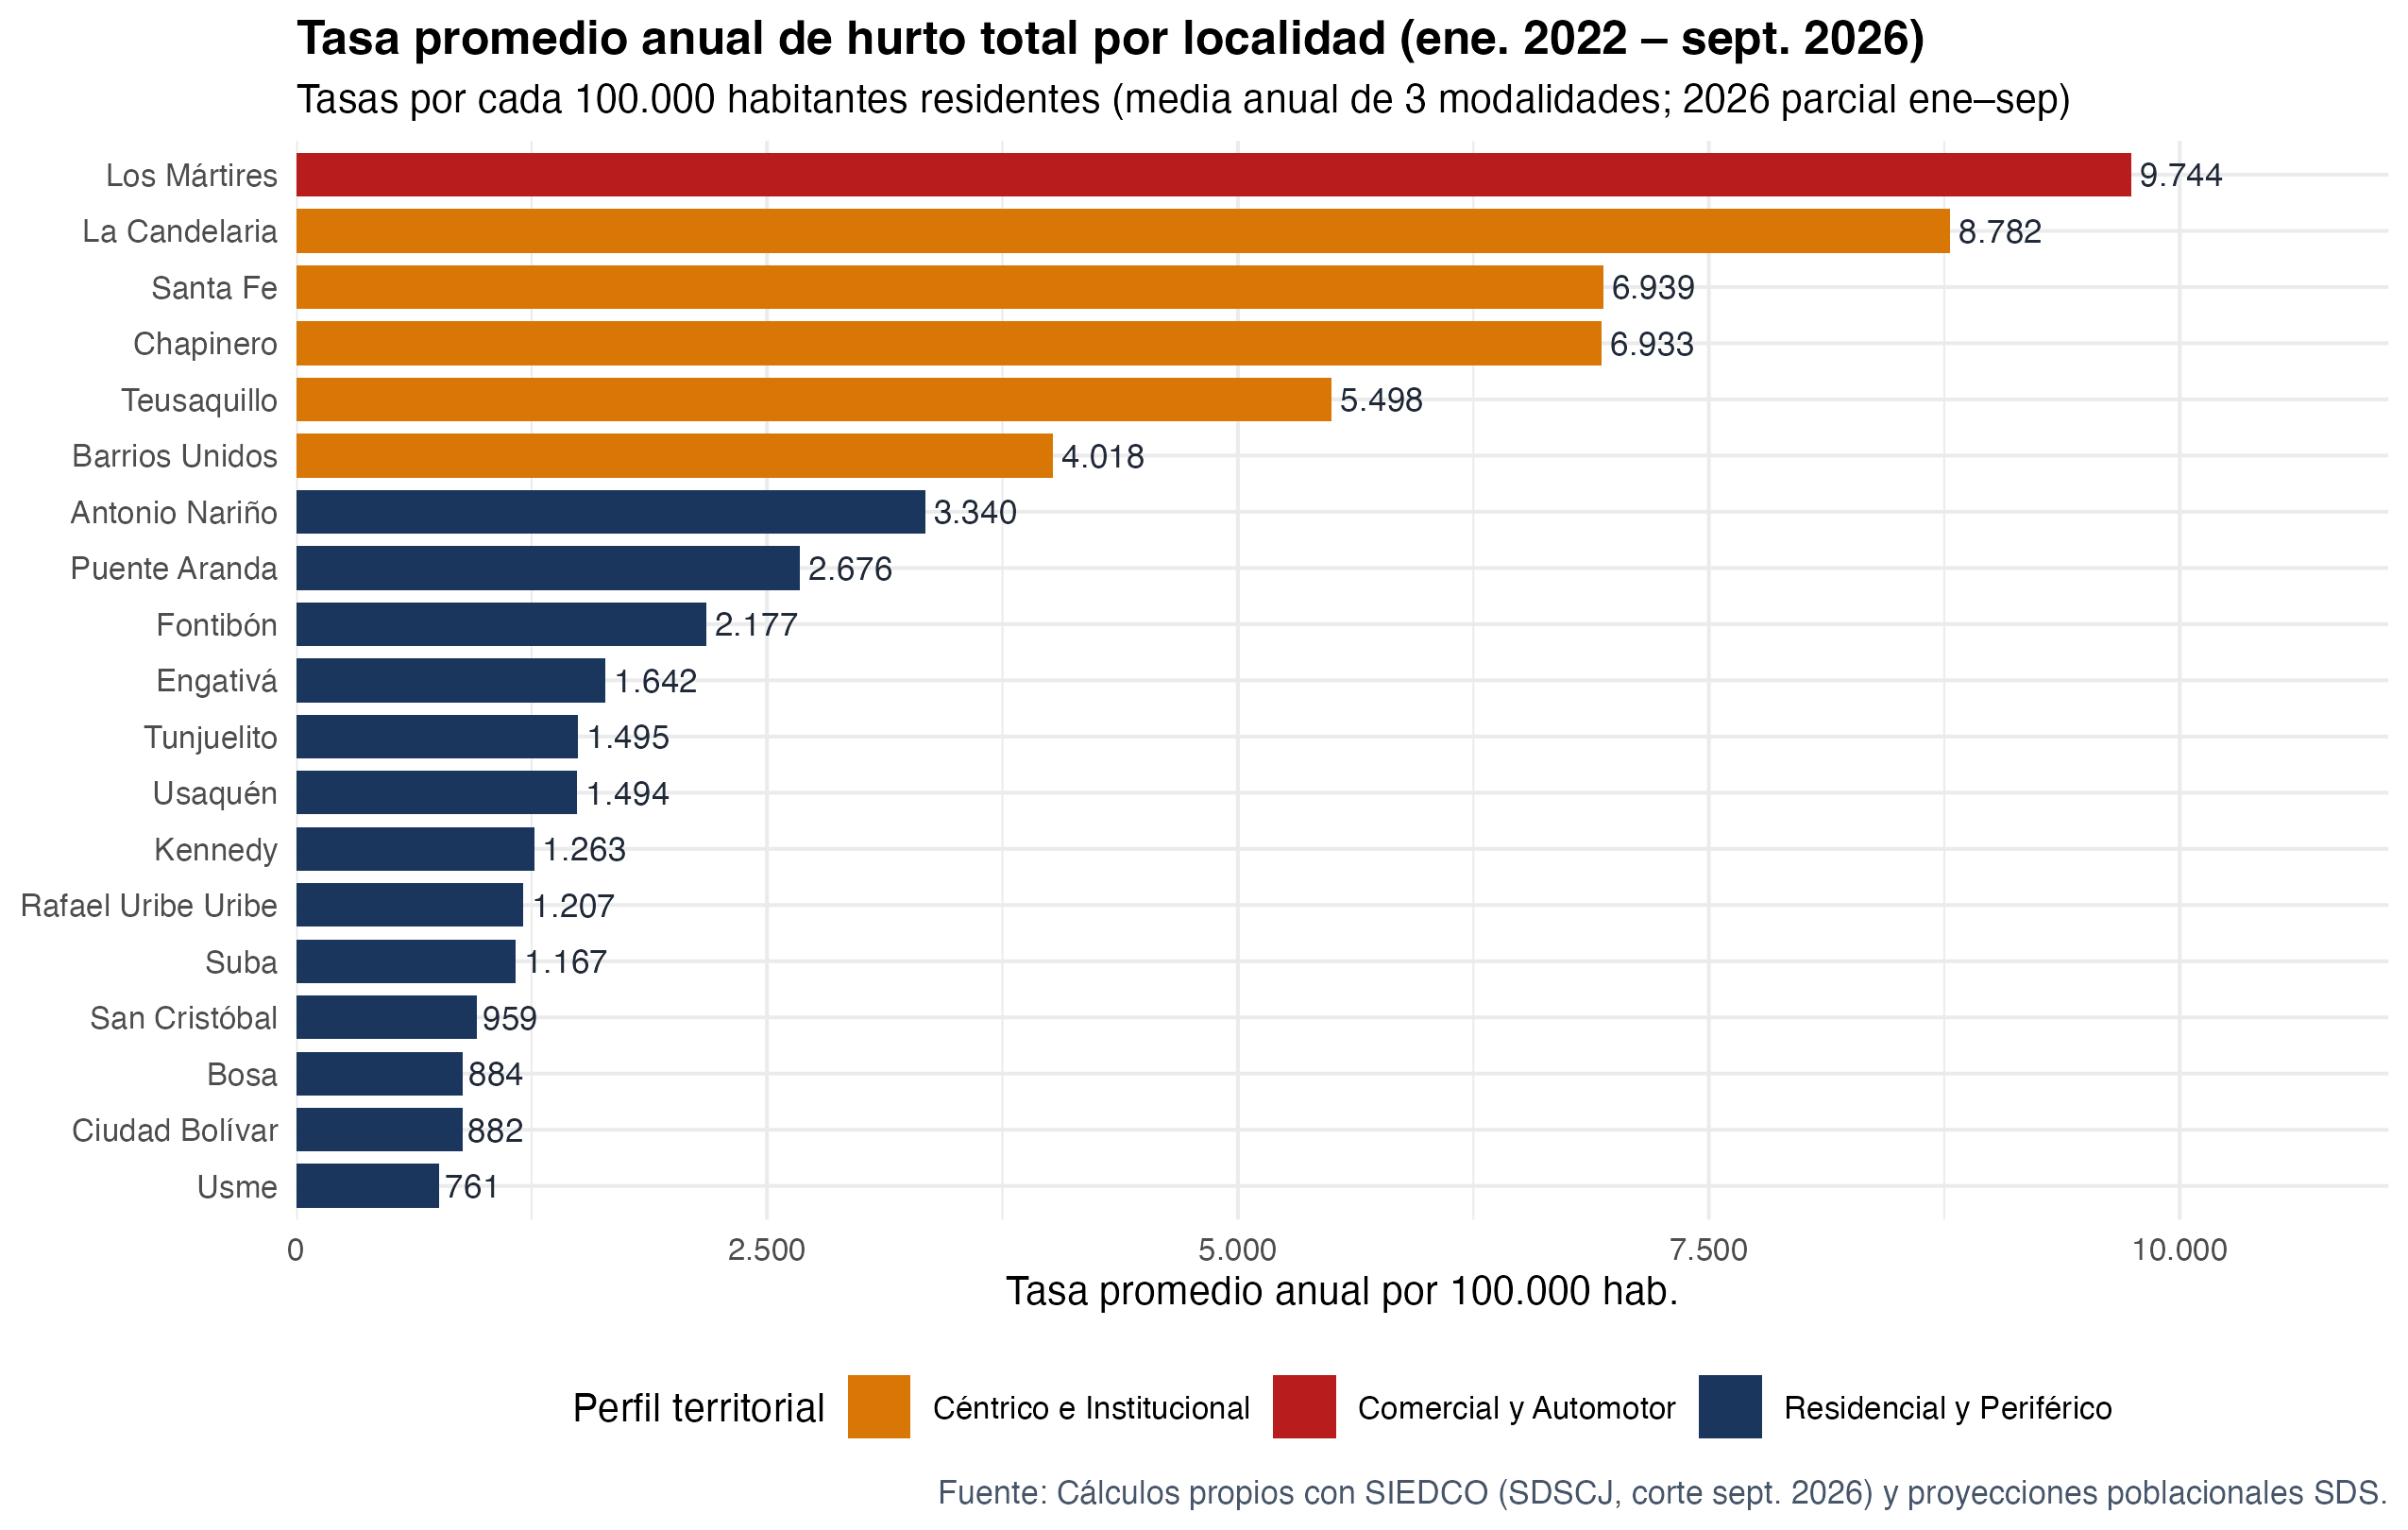 Tasa promedio anual de hurto total por localidad (ene. 2022 – sept. 2026)
Tasas por cada 100.000 habitantes residentes (media anual de 3 modalidades; 2026 parcial ene–sep)
Los Mártires 9.744
La Candelaria 8.782
Santa Fe 6.939
Chapinero 6.933
Teusaquillo 5.498
Barrios Unidos 4.018
Antonio Nariño 3.340
Puente Aranda 2.676
Fontibón 2.177
Engativá 1.642
Tunjuelito 1.495
Usaquén 1.494
Kennedy 1.263
Rafael Uribe Uribe 1.207
Suba 1.167
San Cristóbal 959
Bosa 884
Ciudad Bolívar 882
Usme 761
0 2.500 5.000 7.500 10.000
Tasa promedio anual por 100.000 hab.
Perfil territorial Céntrico e Institucional Comercial y Automotor Residencial y Periférico
Fuente: Cálculos propios con SIEDCO (SDSCJ, corte sept. 2026) y proyecciones poblacionales SDS.